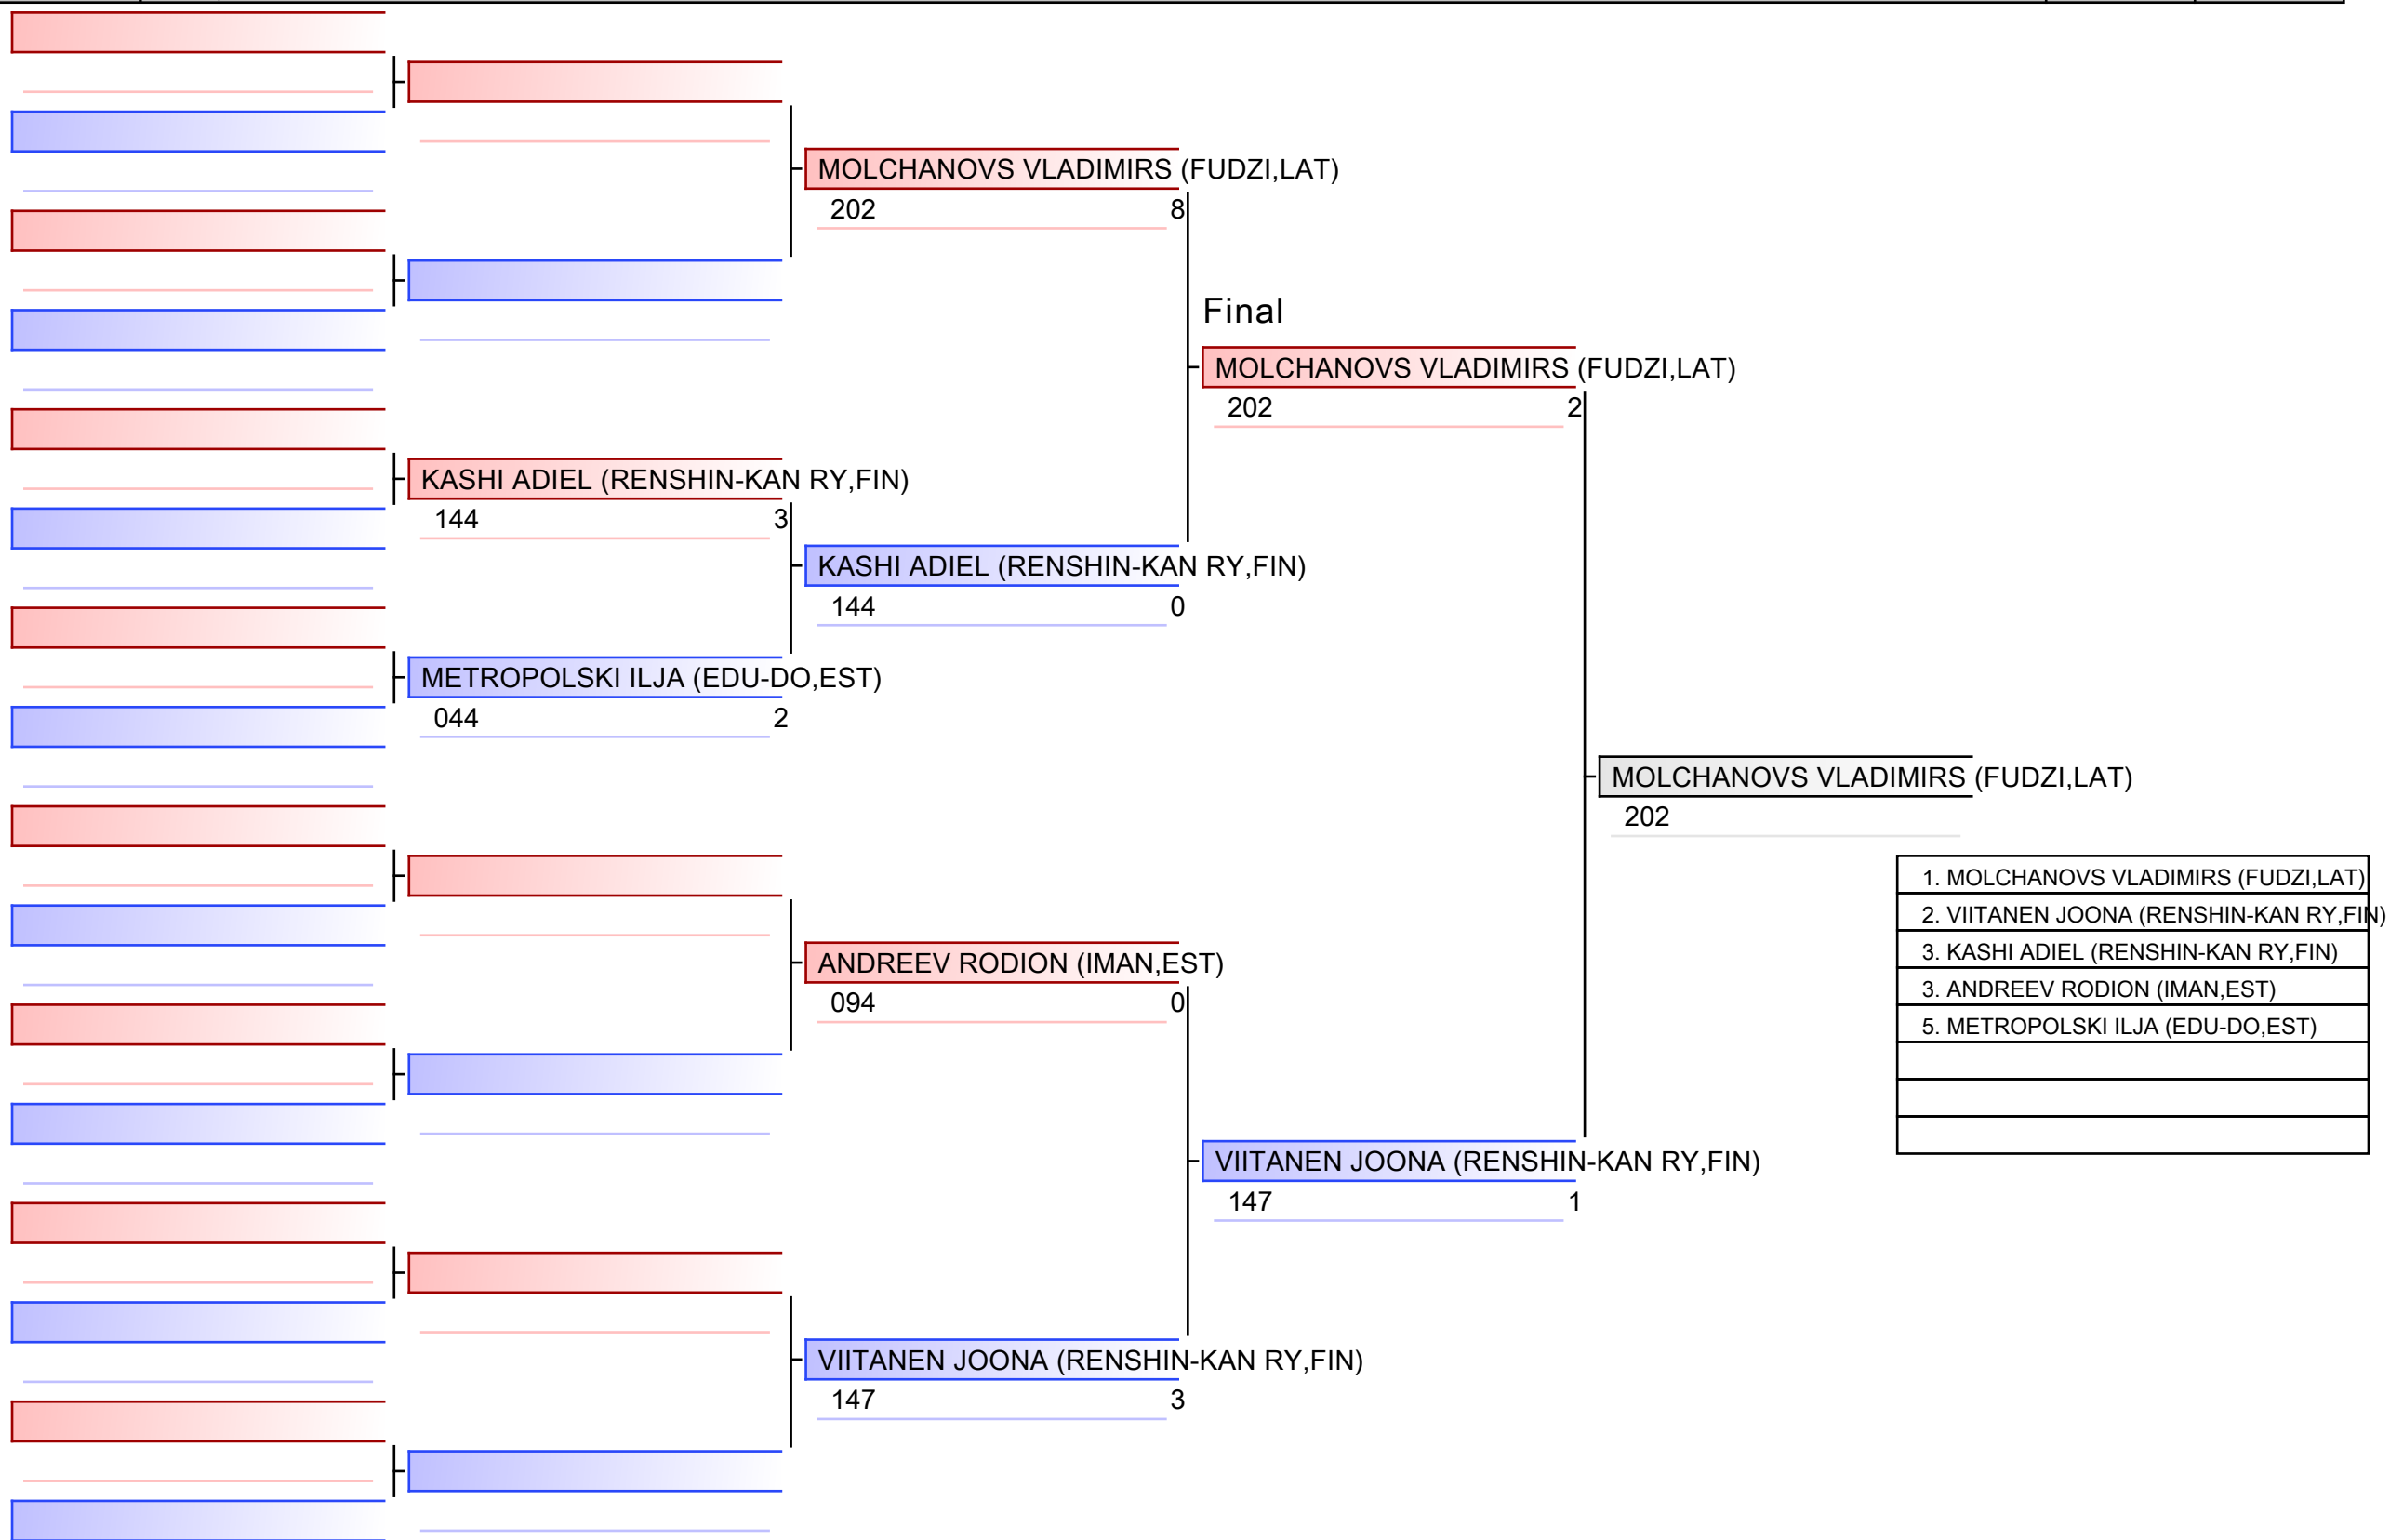 MOLCHANOVS VLADIMIRS (FUDZI,LAT)
202 8
Final
MOLCHANOVS VLADIMIRS (FUDZI,LAT)
202 2
KASHI ADIEL (RENSHIN-KAN RY,FIN)
144 3
KASHI ADIEL (RENSHIN-KAN RY,FIN)
144 0
METROPOLSKI ILJA (EDU-DO,EST)
044 2
MOLCHANOVS VLADIMIRS (FUDZI,LAT)
202
1. MOLCHANOVS VLADIMIRS (FUDZI,LAT)
2. VIITANEN JOONA (RENSHIN-KAN RY,FIN)
3. KASHI ADIEL (RENSHIN-KAN RY,FIN)
3. ANDREEV RODION (IMAN,EST)
5. METROPOLSKI ILJA (EDU-DO,EST)
ANDREEV RODION (IMAN,EST)
094 0
VIITANEN JOONA (RENSHIN-KAN RY,FIN)
147 1
VIITANEN JOONA (RENSHIN-KAN RY,FIN)
147 3